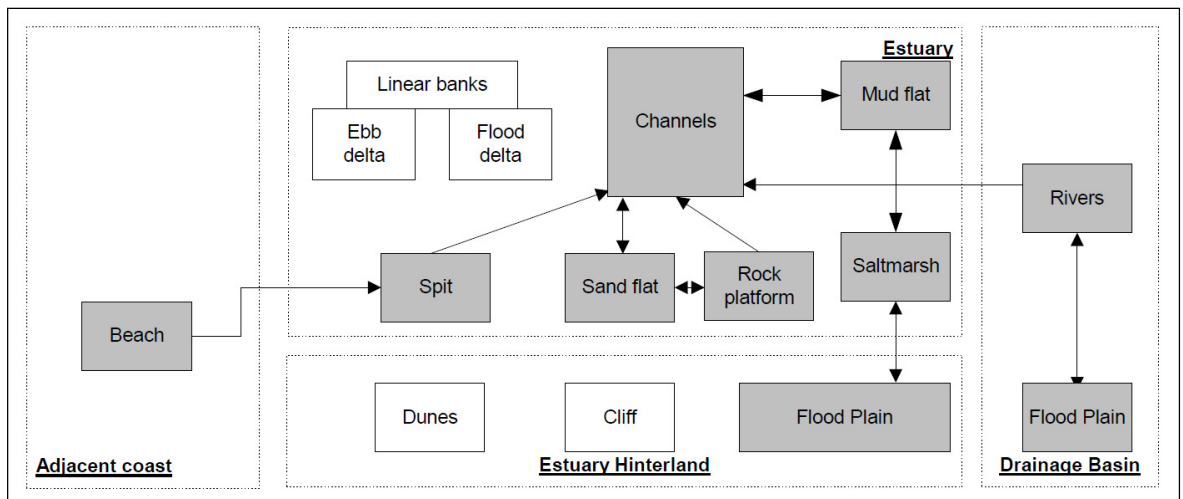 Estuary
Linear banks
Ebb
delta
Flood
delta
Channels
Mud flat
Rivers
Spit
Sand flat
Rock
platform
Saltmarsh
Beach
Dunes
Cliff
Flood Plain
Flood Plain
Adjacent coast
Estuary Hinterland
Drainage Basin